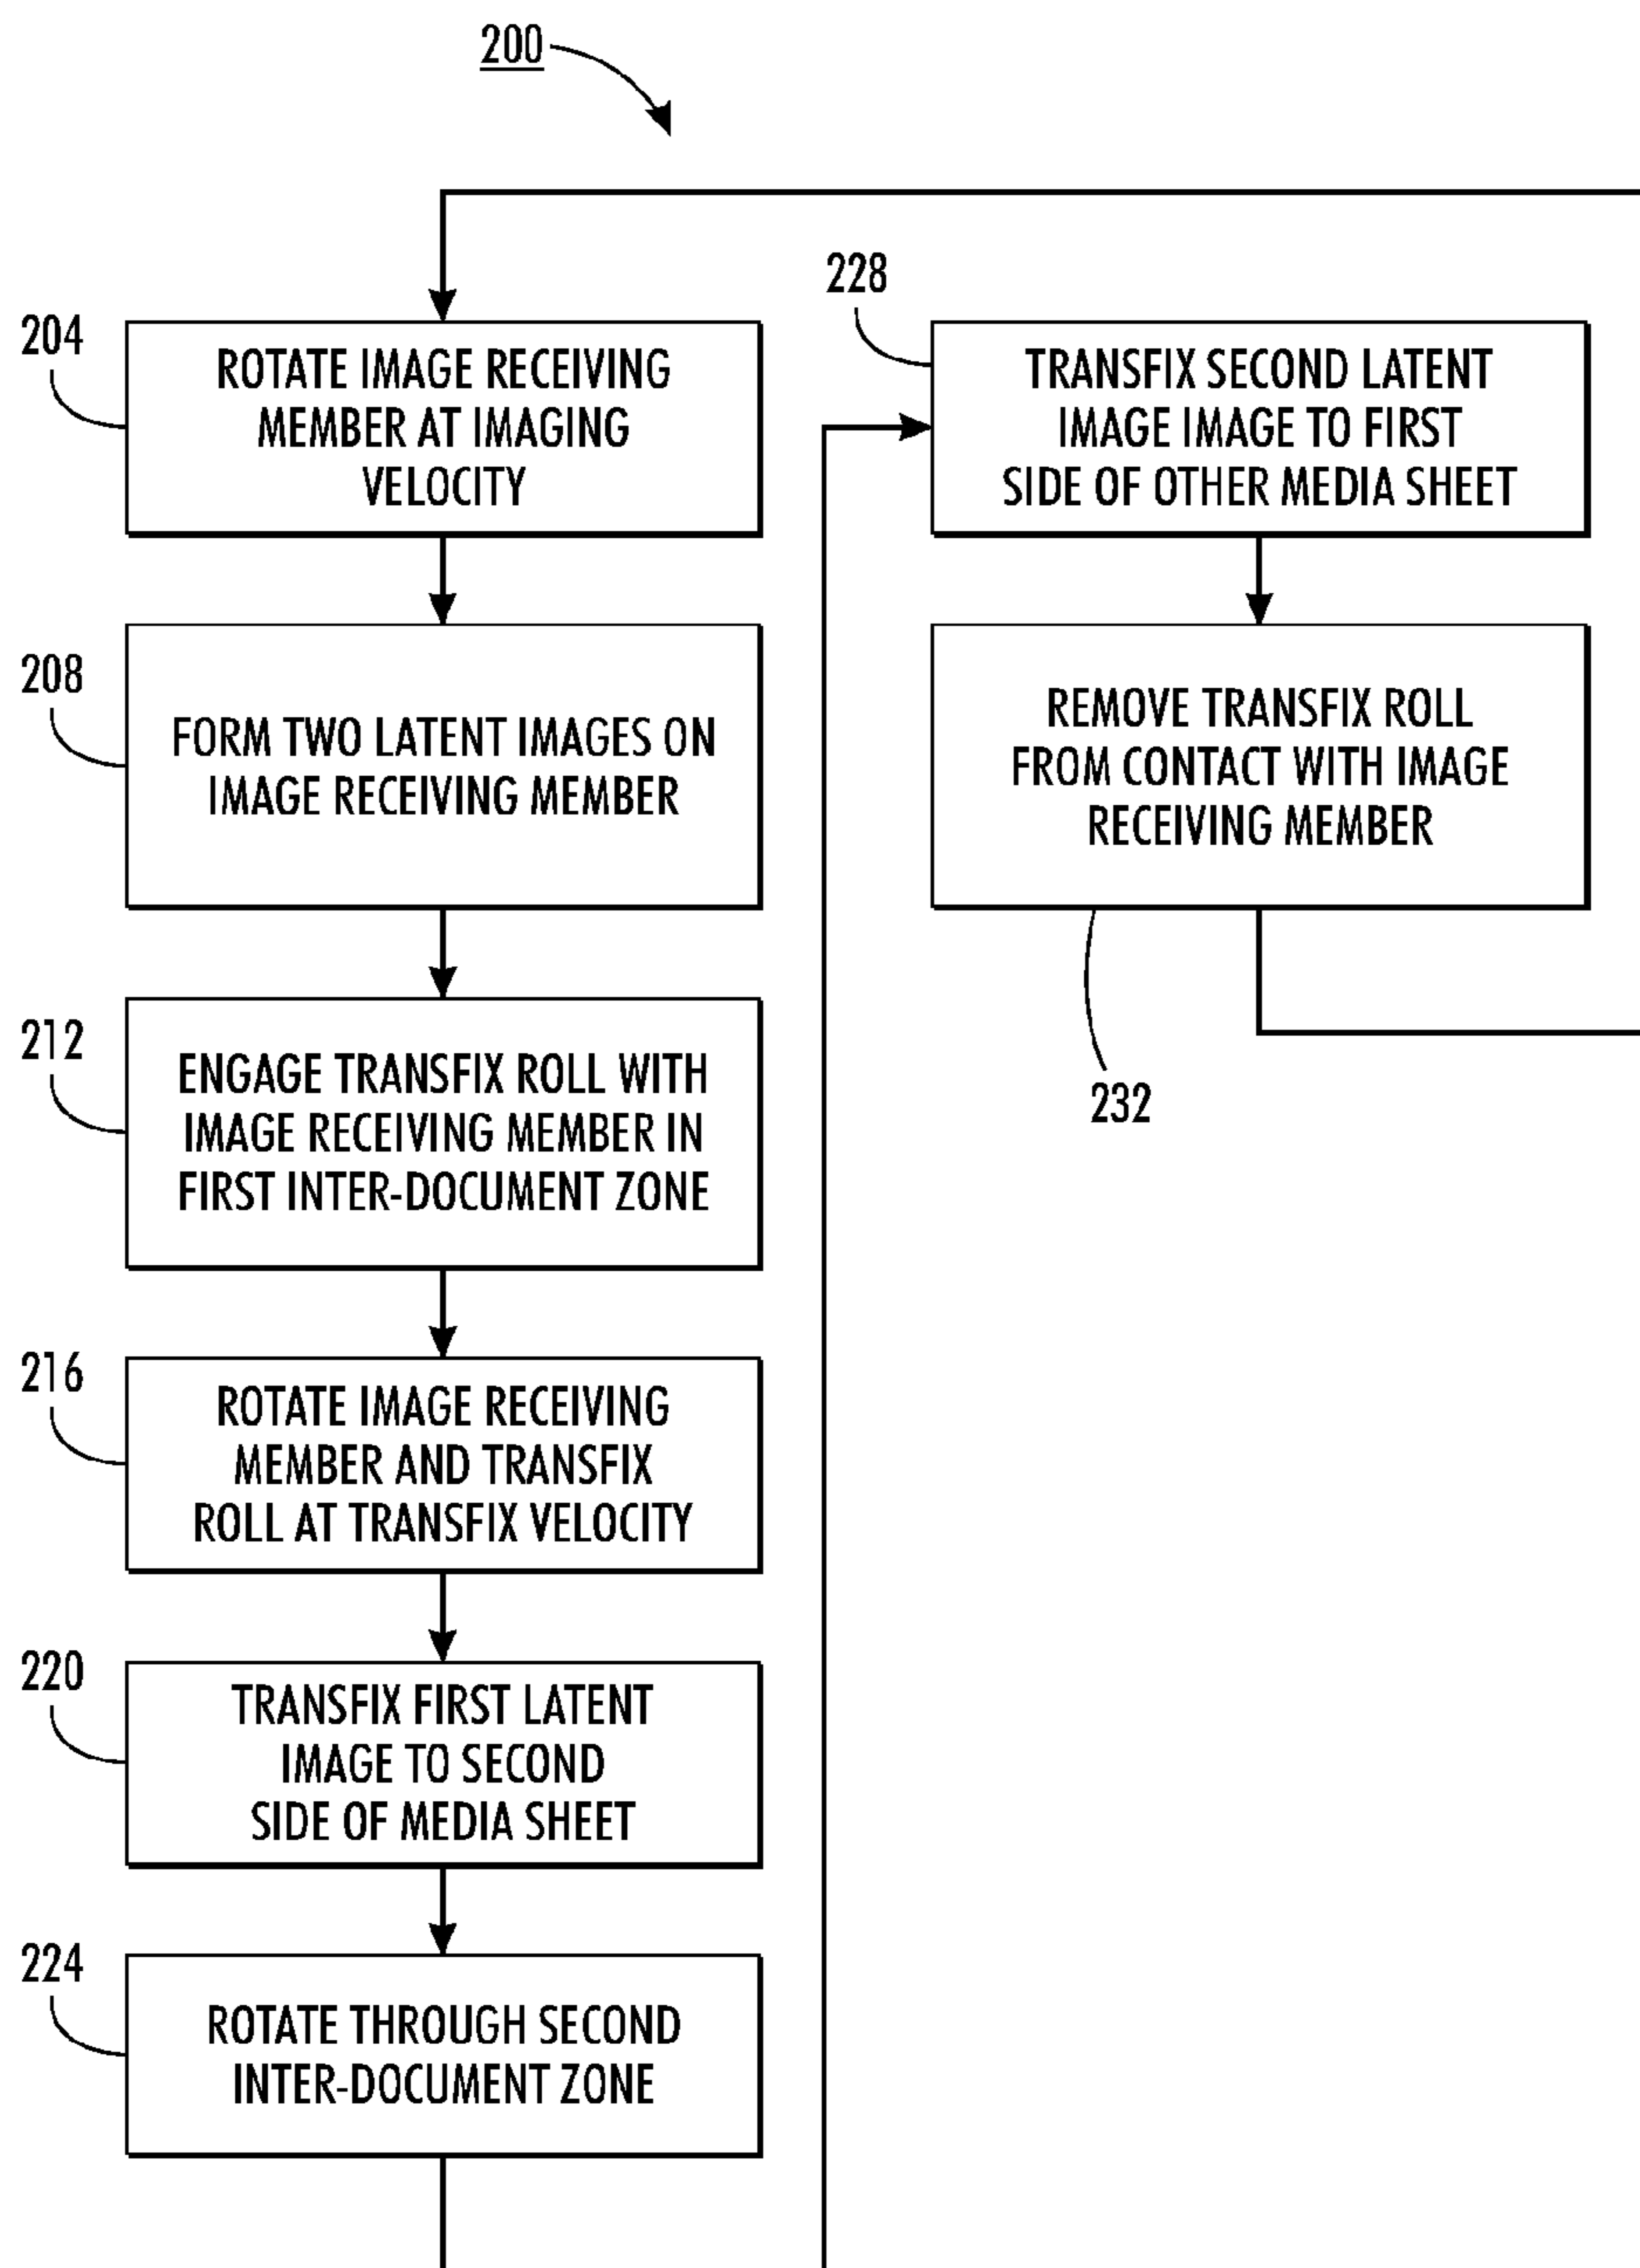 200
204
ROTATE IMAGE RECEIVING
MEMBER AT IMAGING
VELOCITY
208
FORM TWO LATENT IMAGES ON
IMAGE RECEIVING MEMBER
212
ENGAGE TRANSFIX ROLL WITH
IMAGE RECEIVING MEMBER IN
FIRST INTER-DOCUMENT ZONE
216
ROTATE IMAGE RECEIVING
MEMBER AND TRANSFIX
ROLL AT TRANSFIX VELOCITY
220
TRANSFIX FIRST LATENT
IMAGE TO SECOND
SIDE OF MEDIA SHEET
224
ROTATE THROUGH SECOND
INTER-DOCUMENT ZONE
228
TRANSFIX SECOND LATENT
IMAGE IMAGE TO FIRST
SIDE OF OTHER MEDIA SHEET
REMOVE TRANSFIX ROLL
FROM CONTACT WITH IMAGE
RECEIVING MEMBER
232